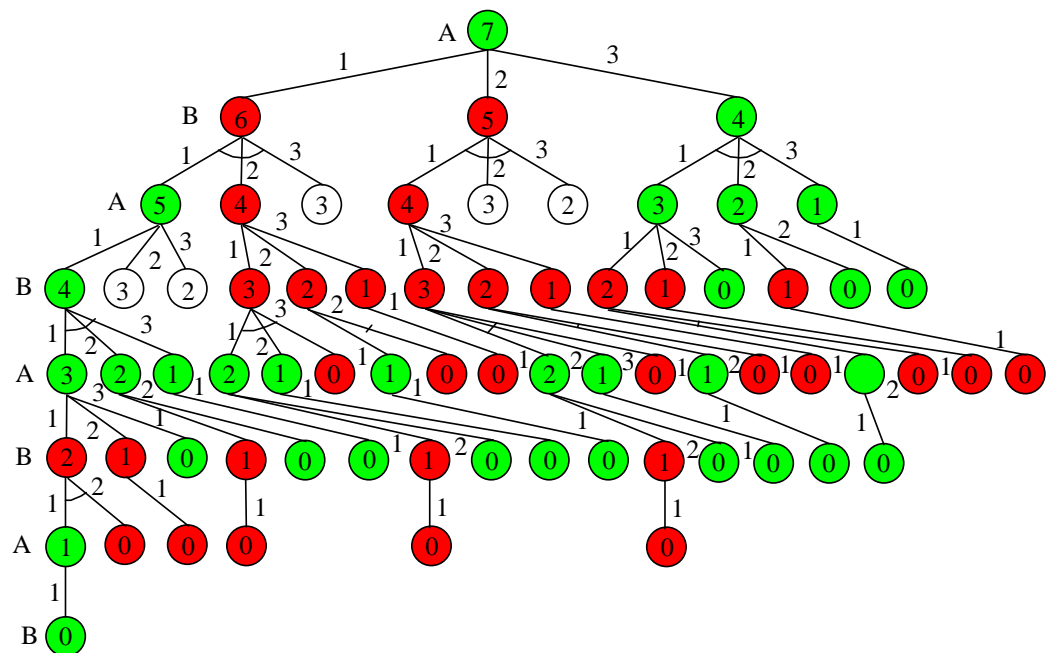 A 7
1 2 3
B 6 5 4
1 2 3 1 2 3 1 2 3
A 5 4 3 4 3 2 3 2 1
1 2 3 1 2 3 1 2 3 1 2 3 1 2 1
B 4 3 2 3 2 1 3 2 1 2 1 0 1 0 0
1 2 3 1 2 3 1 2 1 1 2 3 1 2 1 1 2 1 1
A 3 2 1 2 1 0 1 0 0 2 1 0 1 0 0 0 0 0
1 2 3 1 2 1 1 2 1 1 1 2 1 1 1
B 2 1 0 1 0 0 1 0 0 0 1 0 0 0 0
1 2 1 1 1 1
A 1 0 0 0 0 0
1
B 0